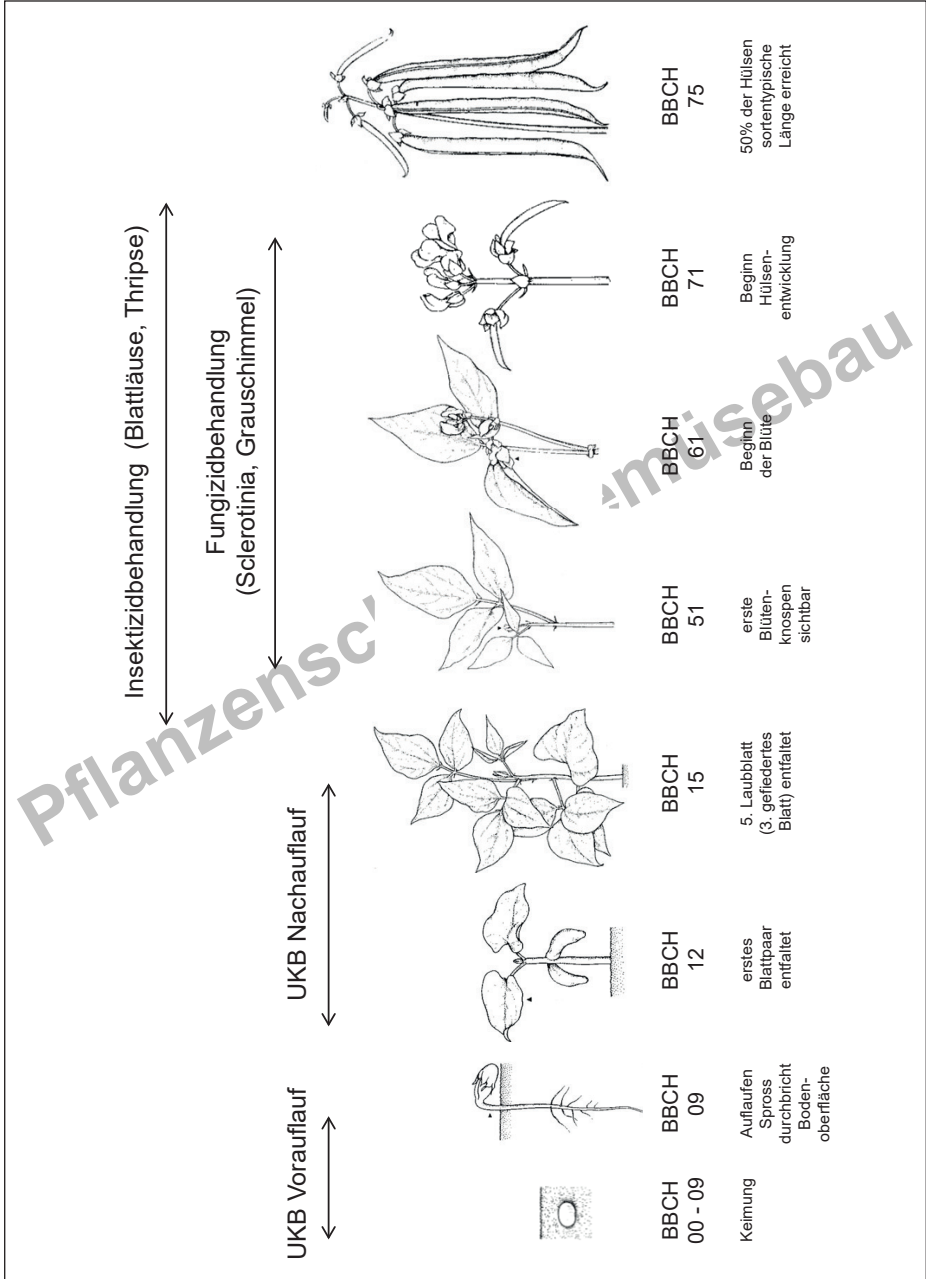 Insektizidbehandlung (Blattläuse, Thripse)
Fungizidbehandlung
(Sclerotinia, Grauschimmel)
UKB Vorauflauf
UKB Nachauflauf
BBCH
00 - 09
Keimung
BBCH
09
Auflaufen
Spross
durchbricht
Boden-
oberfläche
BBCH
12
erstes
Blattpaar
entfaltet
BBCH
15
5. Laubblatt
(3. gefiedertes
Blatt) entfaltet
BBCH
51
erste
Blüten-
knospen
sichtbar
BBCH
61
Beginn
der Blüte
BBCH
71
Beginn
Hülsen-
entwicklung
BBCH
75
50% der Hülsen
sortentypische
Länge erreicht